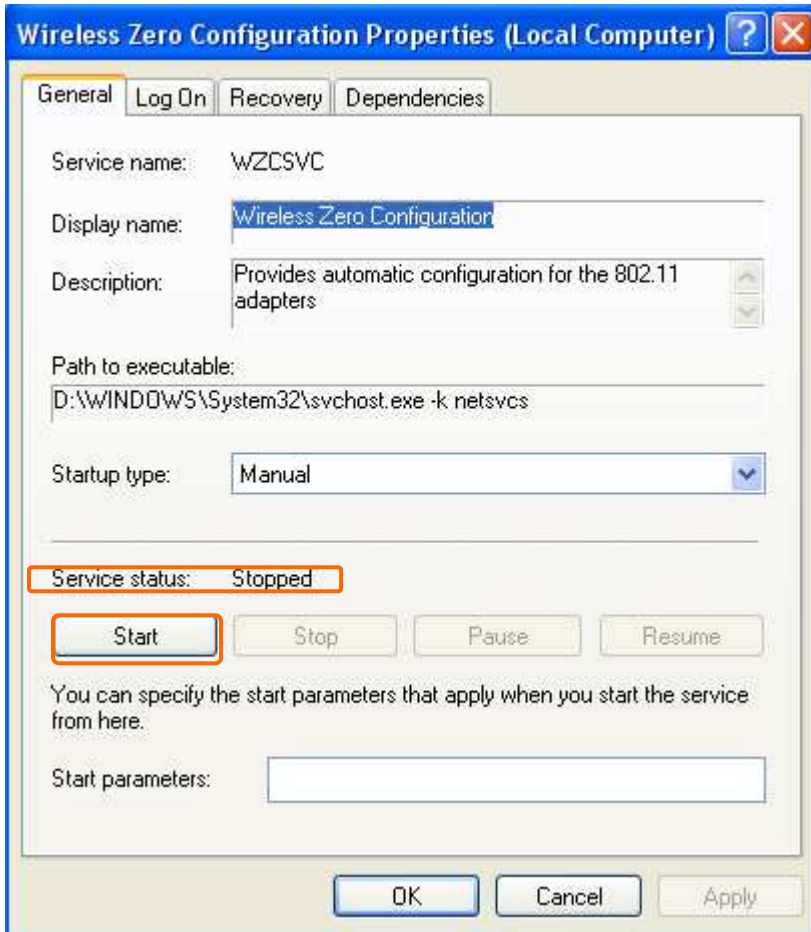 Wireless Zero Configuration Properties (Local Computer) ?
General Log On Recovery Dependencies
Service name: WZCSVC
Display name: Wireless Zero Configuration
Description: Provides automatic configuration for the 802.11
adapters
Path to executable:
D:\WINDOWS\System32\svchost.exe -k netsvcs
Startup type: Manual
Service status: Stopped
Start Stop Pause Resume
You can specify the start parameters that apply when you start the service
from here.
Start parameters:
OK Cancel Apply